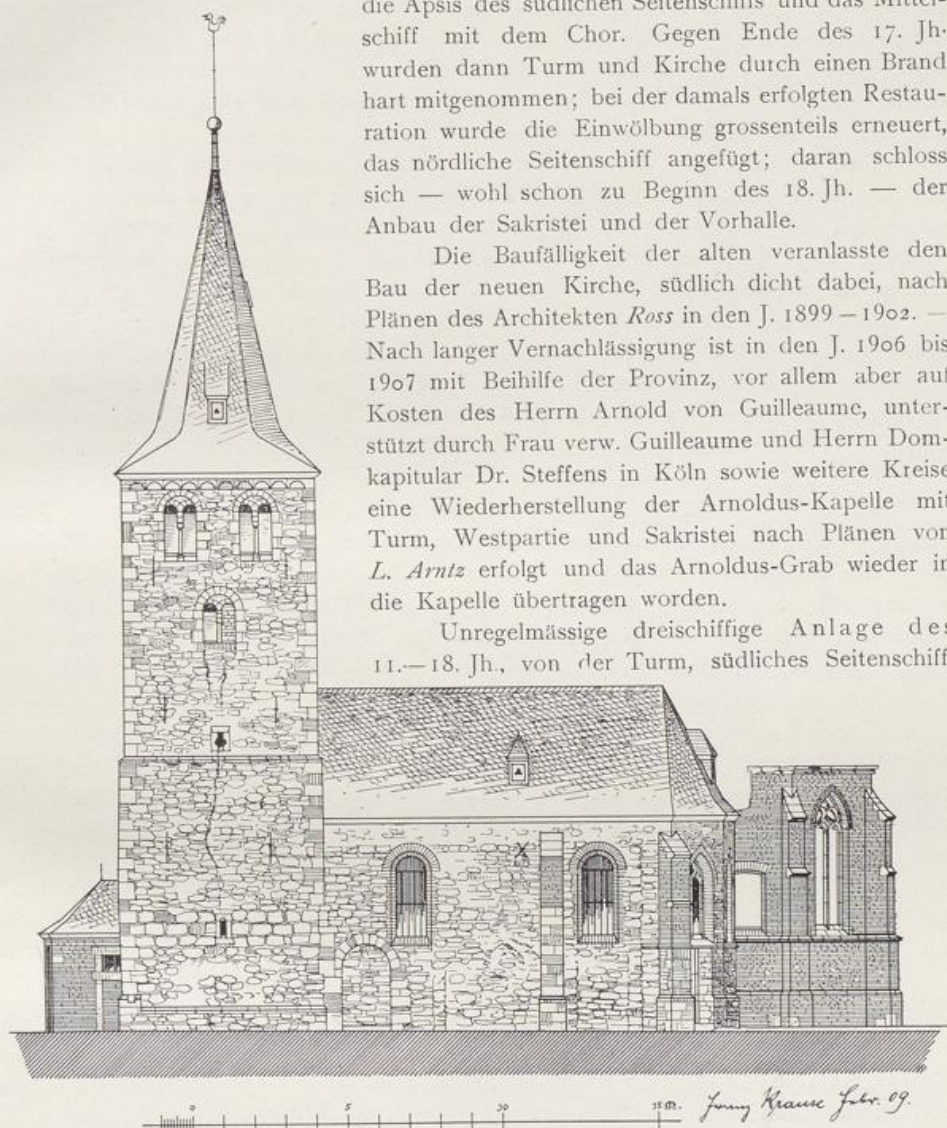 die Apsis des südlichen Seitenschiffs und das Mittel-
schiff mit dem Chor. Gegen Ende des 17. Jh.
wurden dann Turm und Kirche durch einen Brand
hart mitgenommen; bei der damals erfolgten Restau-
ration wurde die Einwölbung grossenteils erneuert,
das nördliche Seitenschiff angefügt; daran schloss
sich — wohl schon zu Beginn des 18. Jh. — der
Anbau der Sakristei und der Vorhalle.
Die Baufälligkeit der alten veranlasste den
Bau der neuen Kirche, südlich dicht dabei, nach
Plänen des Architekten Ross in den J. 1899–1902. —
Nach langer Vernachlässigung ist in den J. 1906 bis
1907 mit Beihilfe der Provinz, vor allem aber auf
Kosten des Herrn Arnold von Guilleaume, unter-
stützt durch Frau verw. Guilleaume und Herrn Dom-
kapitular Dr. Steffens in Köln sowie weitere Kreise
eine Wiederherstellung der Arnoldus-Kapelle mit
Turm, Westpartie und Sakristei nach Plänen von
L. Arntz erfolgt und das Arnoldus-Grab wieder in
die Kapelle übertragen worden.
Unregelmässige dreischiffige Anlage des
11.—18. Jh., von der Turm, südliches Seitenschiff
0 5 10 15 M.
Krause Febr. 09.